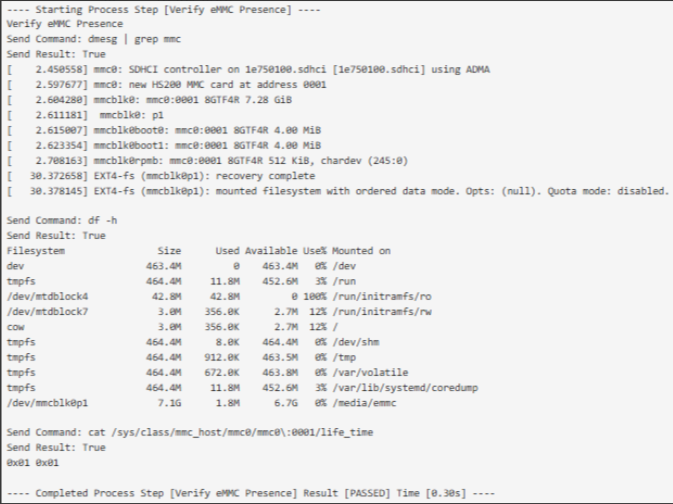 ---- Starting Process Step [Verify eMMC Presence] ----
Verify eMMC Presence
Send Command: dmesg | grep mmc
Send Result: True
[    2.450558] mmc0: SDHCI controller on 1e750100.sdhci [1e750100.sdhci] using ADMA
[    2.597677] mmc0: new HS200 MMC card at address 0001
[    2.604280] mmcblk0: mmc0:0001 8GTF4R 7.28 GiB
[    2.611181]  mmcblk0: p1
[    2.615007] mmcblk0boot0: mmc0:0001 8GTF4R 4.00 MiB
[    2.623354] mmcblk0boot1: mmc0:0001 8GTF4R 4.00 MiB
[    2.708163] mmcblk0rpmb: mmc0:0001 8GTF4R 512 KiB, chardev (245:0)
[   30.372658] EXT4-fs (mmcblk0p1): recovery complete
[   30.378145] EXT4-fs (mmcblk0p1): mounted filesystem with ordered data mode. Opts: (null). Quota mode: disabled.
Send Command: df -h
Send Result: True
Filesystem                Size      Used Available Use% Mounted on
dev                     463.4M         0    463.4M   0% /dev
tmpfs                   464.4M     11.8M    452.6M   3% /run
/dev/mtdblock4           42.8M     42.8M         0 100% /run/initramfs/ro
/dev/mtdblock7            3.0M    356.0K      2.7M  12% /run/initramfs/rw
cow                       3.0M    356.0K      2.7M  12% /
tmpfs                   464.4M      8.0K    464.4M   0% /dev/shm
tmpfs                   464.4M    912.0K    463.5M   0% /tmp
tmpfs                   464.4M    672.0K    463.8M   0% /var/volatile
tmpfs                   464.4M     11.8M    452.6M   3% /var/lib/systemd/coredump
/dev/mmcblk0p1            7.1G      1.8M      6.7G   0% /media/emmc
Send Command: cat /sys/class/mmc_host/mmc0/mmc0\:0001/life_time
Send Result: True
0x01 0x01
---- Completed Process Step [Verify eMMC Presence] Result [PASSED] Time [0.30s] ----